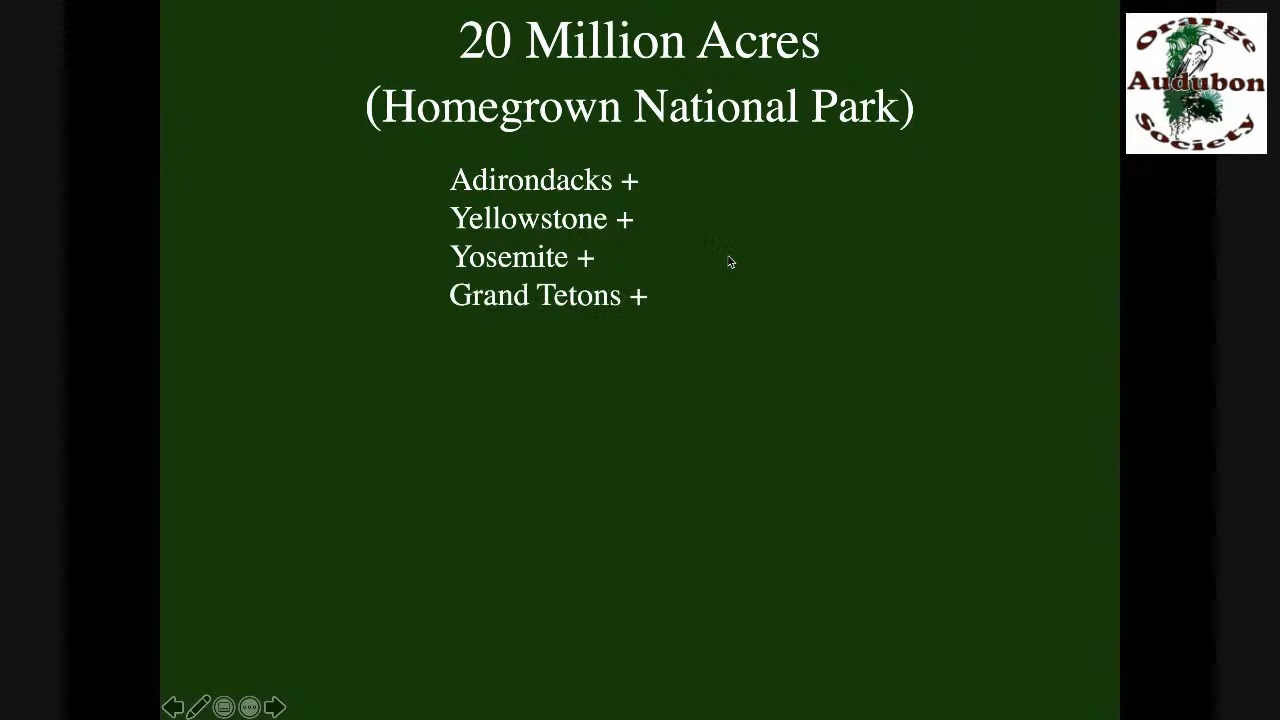 20 Million Acres
(Homegrown National Park)
Adirondacks +
Yellowstone +
Yosemite +
Grand Tetons +
Orange
Audubon
Society